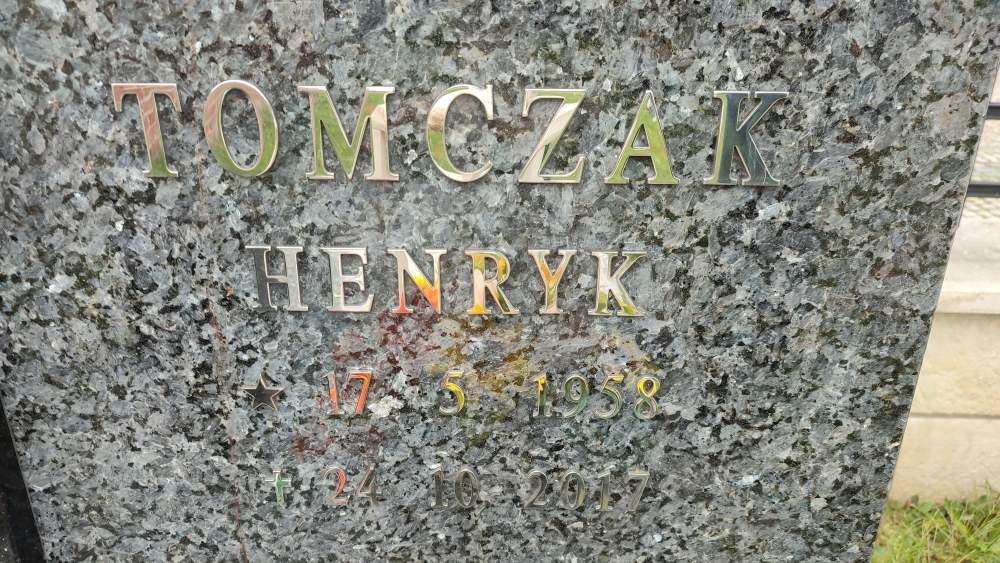 TOMCZAK
HENRYK
★ 17 5 1958
✝ 24 10 2017